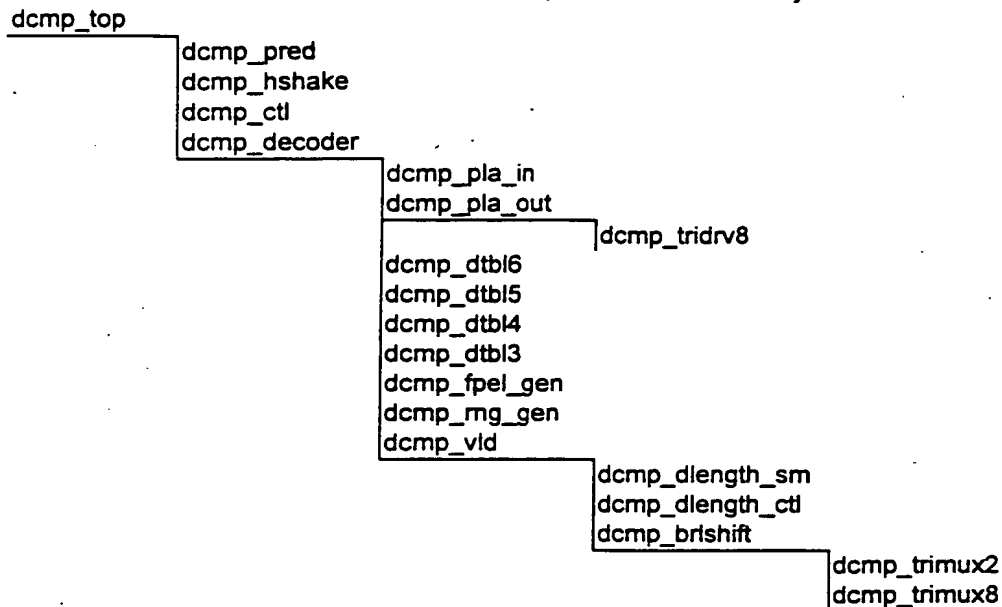 dcmp_top
dcmp_pred
dcmp_hshake
dcmp_ctl
dcmp_decoder
dcmp_pla_in
dcmp_pla_out
dcmp_tridrv8
dcmp_dtbl6
dcmp_dtbl5
dcmp_dtbl4
dcmp_dtbl3
dcmp_fpel_gen
dcmp_rng_gen
dcmp_vld
dcmp_dlength_sm
dcmp_dlength_ctl
dcmp_brlshift
dcmp_trimux2
dcmp_trimux8